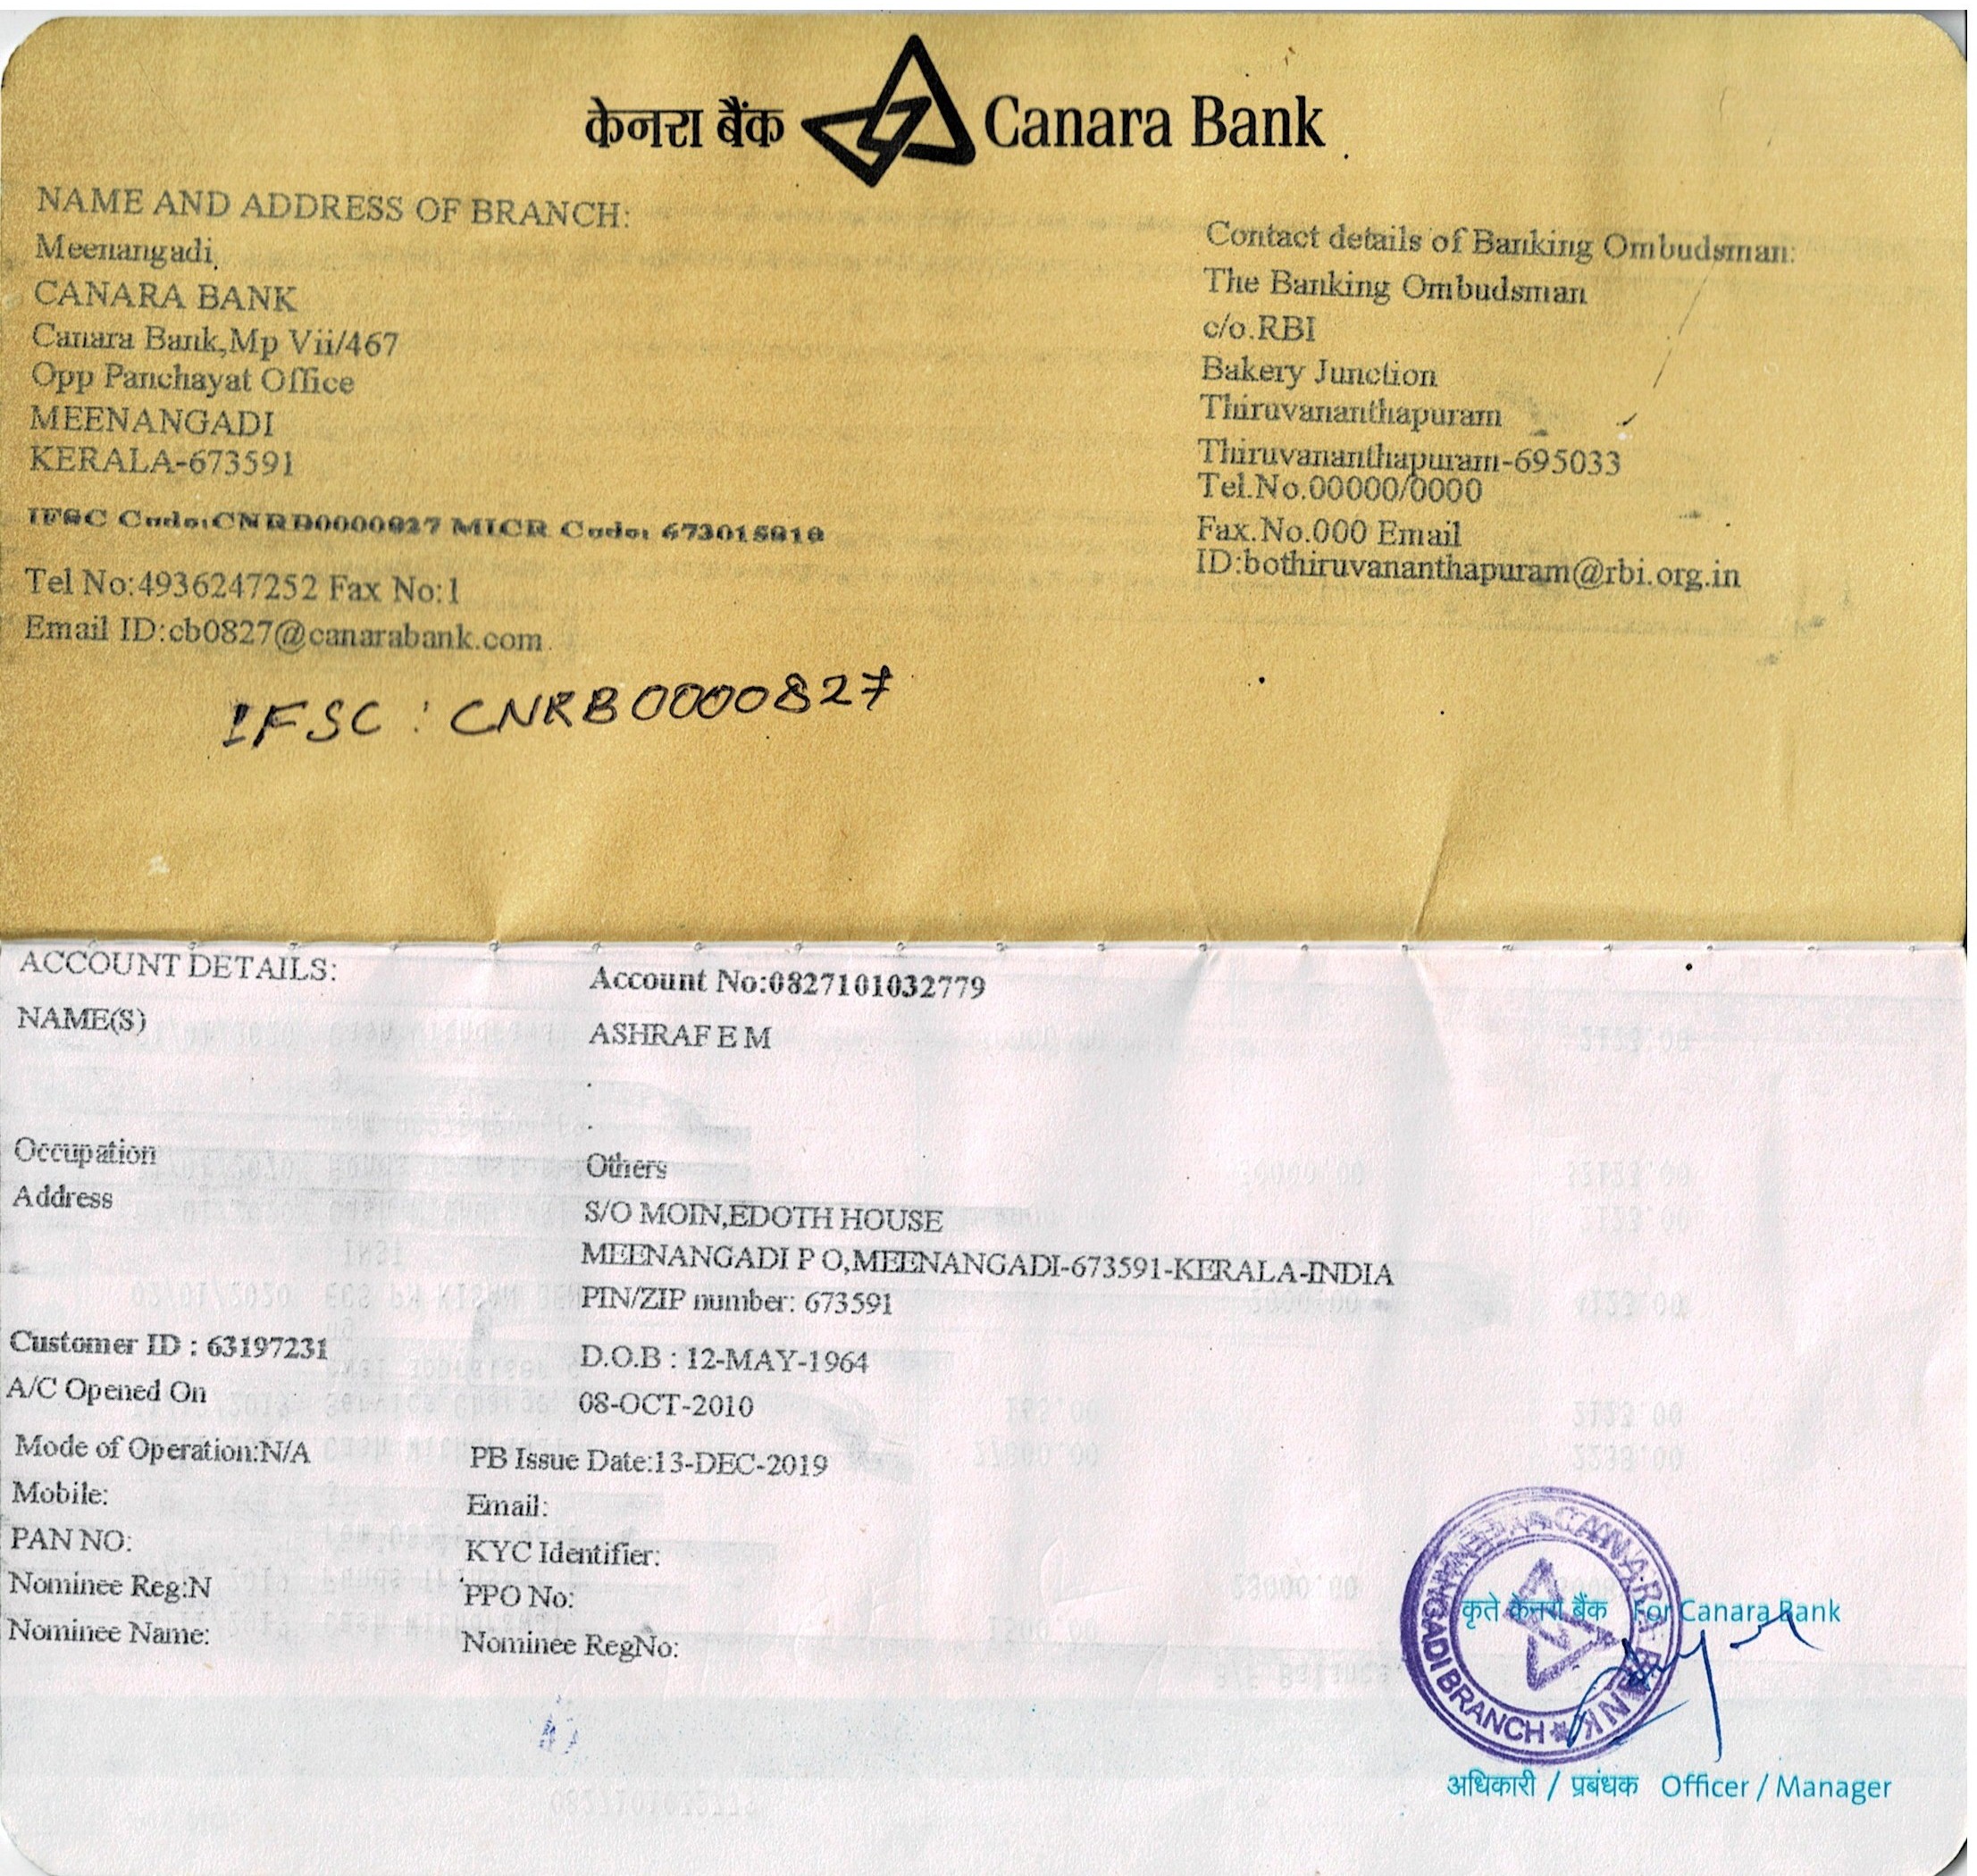 केनरा बैंक Canara Bank
NAME AND ADDRESS OF BRANCH:
Meenangadi
CANARA BANK
Canara Bank,Mp Vii/467
Opp Panchayat Office
MEENANGADI
KERALA-673591
IFSC Code:CNRB0000827 MICR Code:
Tel No:4936247252 Fax No:1
Email ID:cb0827@canarabank.com
Contact details of Banking Ombudsman:
The Banking Ombudsman
c/o.RBI
Bakery Junction
Thiruvananthapuram
Thiruvananthapuram-695033
Tel.No.00000/0000
Fax.No.000 Email
ID:bothiruvananthapuram@rbi.org.in
IFSC : CNRB0000827
ACCOUNT DETAILS: Account No:0827101032779
NAME(S) ASHRAF E M
.
.
Occupation Others
Address S/O MOIN,EDOTH HOUSE
MEENANGADI P O,MEENANGADI-673591-KERALA-INDIA
PIN/ZIP number: 673591
Customer ID : 63197231 D.O.B : 12-MAY-1964
A/C Opened On 08-OCT-2010
Mode of Operation:N/A PB Issue Date:13-DEC-2019
Mobile: Email:
PAN NO: KYC Identifier:
Nominee Reg:N PPO No:
Nominee Name: Nominee RegNo:
CANARA BANK
MEENANGADI BRANCH
कृते केनरा बैंक For Canara Bank
अधिकारी / प्रबंधक Officer / Manager